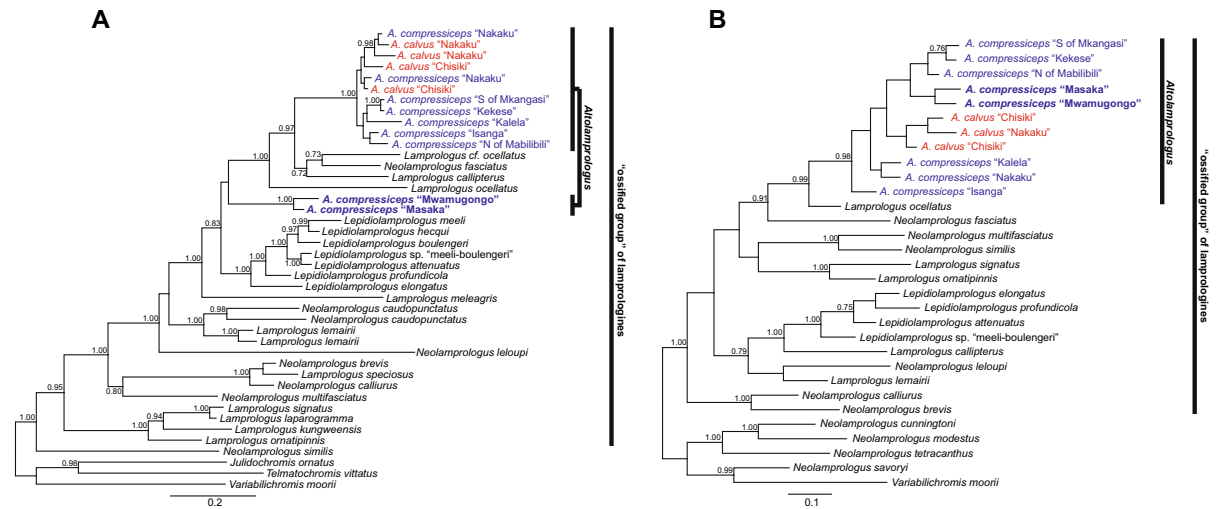 A
A. compressiceps "Nakaku"
0.98
A. calvus "Nakaku"
A. calvus "Nakaku"
A. calvus "Chisiki"
A. compressiceps "Nakaku"
A. calvus "Chisiki"
1.00
A. compressiceps "S of Mkangasi"
1.00
A. compressiceps "Kekese"
A. compressiceps "Kalela"
A. compressiceps "Isanga"
A. compressiceps "N of Mabilibili"
0.97
Lamprologus cf. ocellatus
0.73
Neolamprologus fasciatus
0.72
Lamprologus callipterus
1.00
Lamprologus ocellatus
A. compressiceps "Mwamugongo"
1.00
A. compressiceps "Masaka"
Altolamprologus
0.83
Lepidiolamprologus meeli
0.99
Lepidiolamprologus hecqui
0.97
Lepidiolamprologus boulengeri
1.00
Lepidiolamprologus sp. "meeli-boulengeri"
Lepidiolamprologus attenuatus
1.00
Lepidiolamprologus profundicola
1.00
Lepidiolamprologus elongatus
Lamprologus meleagris
1.00
Neolamprologus caudopunctatus
0.98
Neolamprologus caudopunctatus
1.00
Lamprologus lemairii
1.00
Lamprologus lemairii
Neolamprologus leloupi
1.00
Neolamprologus brevis
Lamprologus speciosus
1.00
Neolamprologus calliurus
0.80
Neolamprologus multifasciatus
0.95
Lamprologus signatus
1.00
Lamprologus laparogramma
0.94
Lamprologus kungweensis
1.00
Lamprologus ornatipinnis
1.00
Neolamprologus similis
Julidochromis ornatus
0.98
Telmatochromis vittatus
Variabilichromis moorii
0.2
"ossified group" of lamprologines
B
A. compressiceps "S of Mkangasi"
0.76
A. compressiceps "Kekese"
A. compressiceps "N of Mabilibili"
A. compressiceps "Masaka"
A. compressiceps "Mwamugongo"
A. calvus "Chisiki"
A. calvus "Nakaku"
A. calvus "Chisiki"
0.98
A. compressiceps "Kalela"
A. compressiceps "Nakaku"
0.99
A. compressiceps "Isanga"
Altolamprologus
Lamprologus ocellatus
0.91
Neolamprologus fasciatus
Neolamprologus multifasciatus
1.00
Neolamprologus similis
Lamprologus signatus
1.00
Lamprologus ornatipinnis
Lepidiolamprologus elongatus
0.75
Lepidiolamprologus profundicola
Lepidiolamprologus attenuatus
1.00
Lepidiolamprologus sp. "meeli-boulengeri"
1.00
Lamprologus callipterus
0.79
Neolamprologus leloupi
Lamprologus lemairii
1.00
Neolamprologus calliurus
1.00
Neolamprologus brevis
Neolamprologus cunningtoni
1.00
Neolamprologus modestus
1.00
Neolamprologus tetracanthus
Neolamprologus savoryi
0.99
Variabilichromis moorii
0.1
"ossified group" of lamprologines